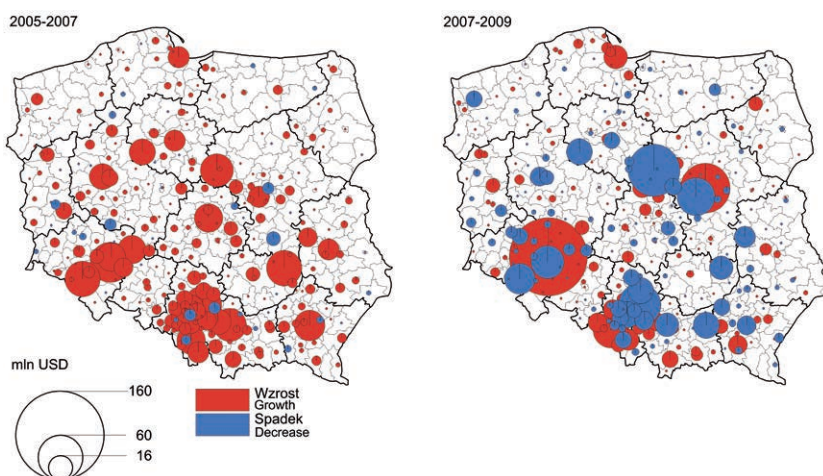 2005-2007
2007-2009
mln USD
160
60
16
Wzrost
Growth
Spadek
Decrease